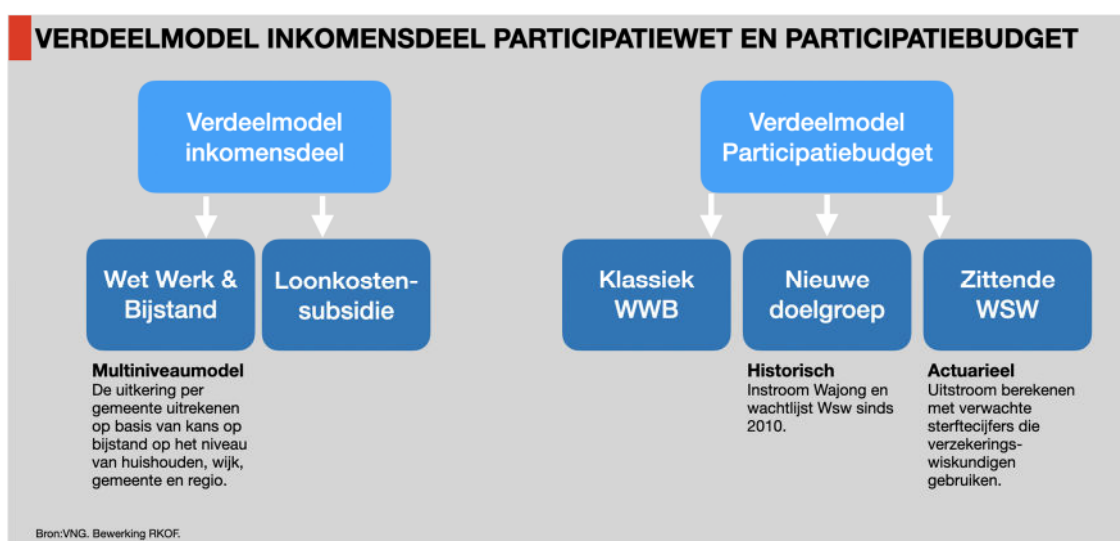 VERDEELMODEL INKOMENSDEEL PARTICIPATIEWET EN PARTICIPATIEBUDGET
Verdeelmodel
inkomensdeel
Verdeelmodel
Participatiebudget
Wet Werk &
Bijstand
Loonkosten-
subsidie
Klassiek
WWB
Nieuwe
doelgroep
Zittende
WSW
Multiniveaumodel
De uitkering per
gemeente uitrekenen
op basis van kans op
bijstand op het niveau
van huishouden, wijk,
gemeente en regio.
Historisch
Instroom Wajong en
wachtlijst Wsw sinds
2010.
Actuarieel
Uitstroom berekenen
met verwachte
sterftecijfers die
verzekerings-
wiskundigen
gebruiken.
Bron:VNG. Bewerking RKOF.